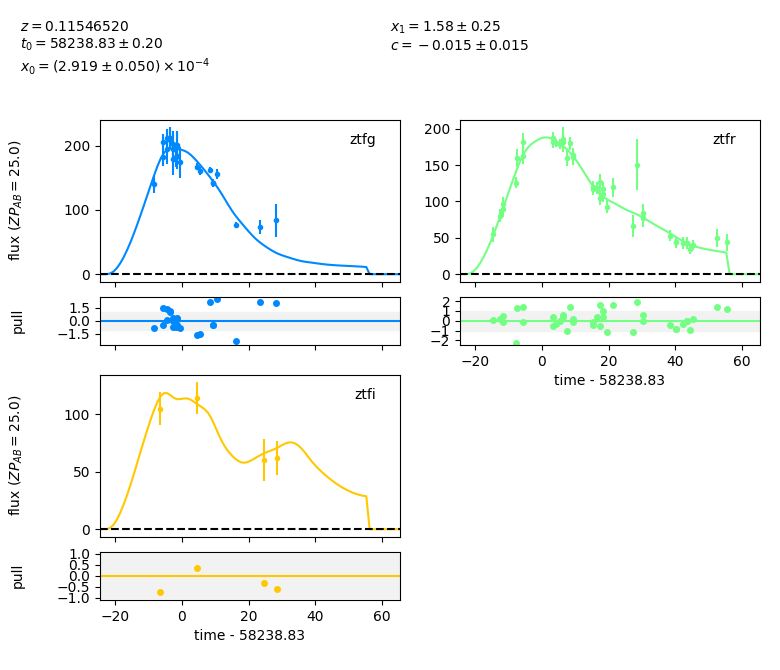 z = 0.11546520
t₀ = 58238.83 ± 0.20
x₀ = (2.919 ± 0.050) × 10⁻⁴
x₁ = 1.58 ± 0.25
c = −0.015 ± 0.015
flux (ZP_AB = 25.0)
200
100
0
ztfg
200
150
100
50
0
ztfr
pull
1.5
0.0
−1.5
2
1
0
−1
−2
−20 0 20 40 60
time - 58238.83
flux (ZP_AB = 25.0)
100
50
0
ztfi
pull
1.0
0.5
0.0
−0.5
−1.0
−20 0 20 40 60
time - 58238.83